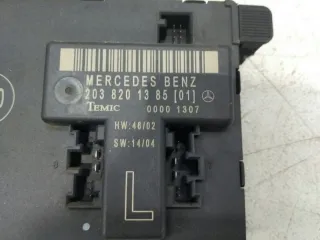 MERCEDES BENZ
203 820 13 85 [01]
TEMIC 0000 1307
HW:46/02
SW:14/04
L